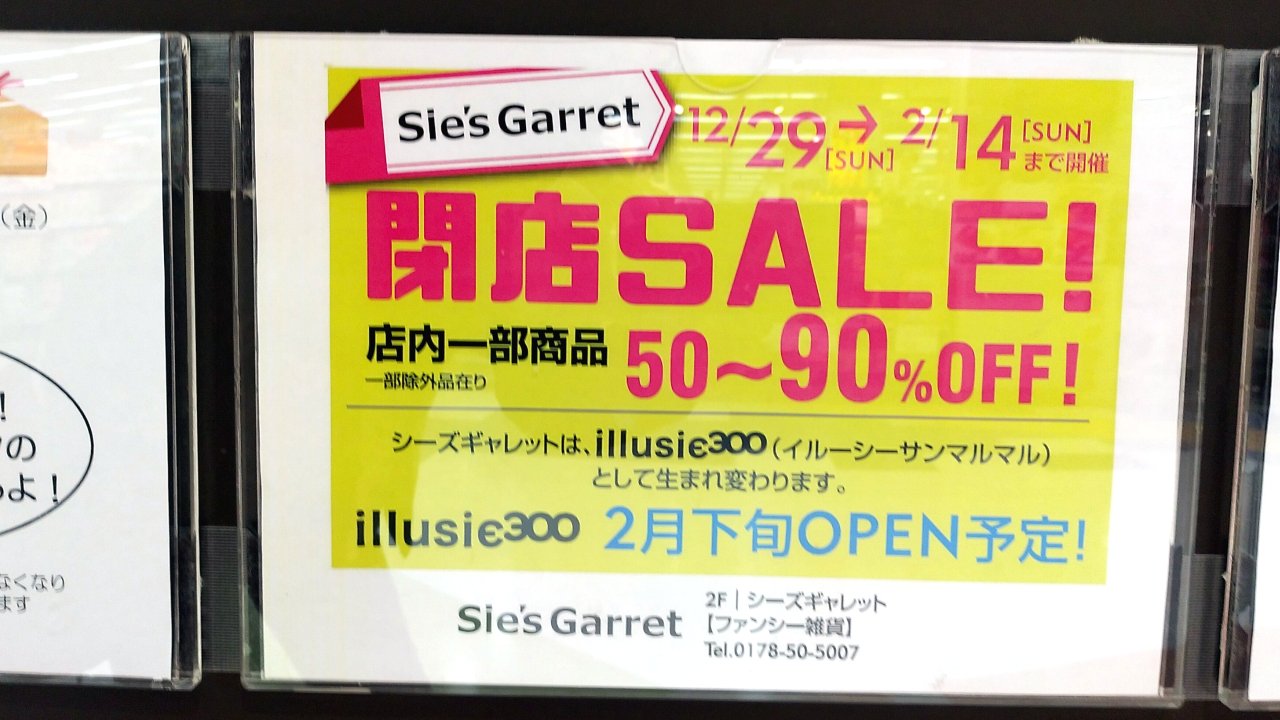 （金）
！
の
よ！
なくなり
ます
Sie's Garret
12/29[SUN]→2/14[SUN]まで開催
閉店SALE!
店内一部商品 50～90%OFF!
一部除外品在り
シーズギャレットは、illusie300（イルーシーサンマルマル）
として生まれ変わります。
illusie300 2月下旬OPEN予定!
Sie's Garret
2F｜シーズギャレット
【ファンシー雑貨】
Tel.0178-50-5007